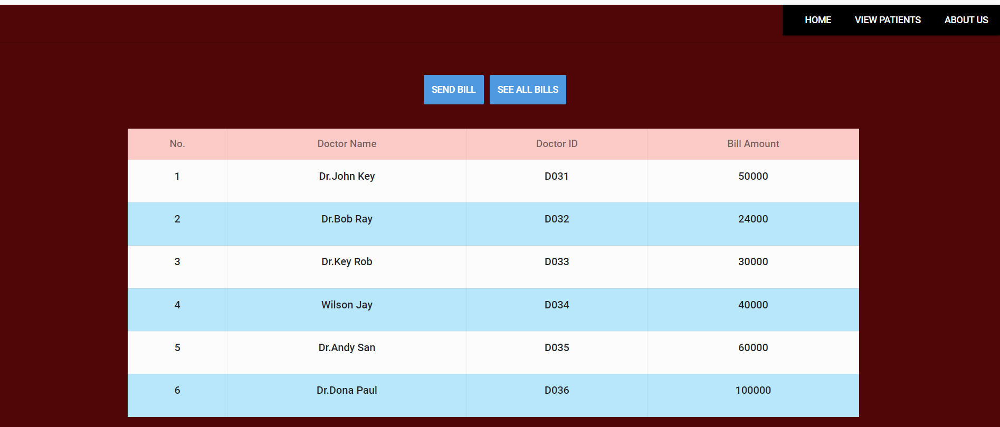 HOME VIEW PATIENTS ABOUT US
SEND BILL SEE ALL BILLS
No. Doctor Name Doctor ID Bill Amount
1 Dr.John Key D031 50000
2 Dr.Bob Ray D032 24000
3 Dr.Key Rob D033 30000
4 Wilson Jay D034 40000
5 Dr.Andy San D035 60000
6 Dr.Dona Paul D036 100000